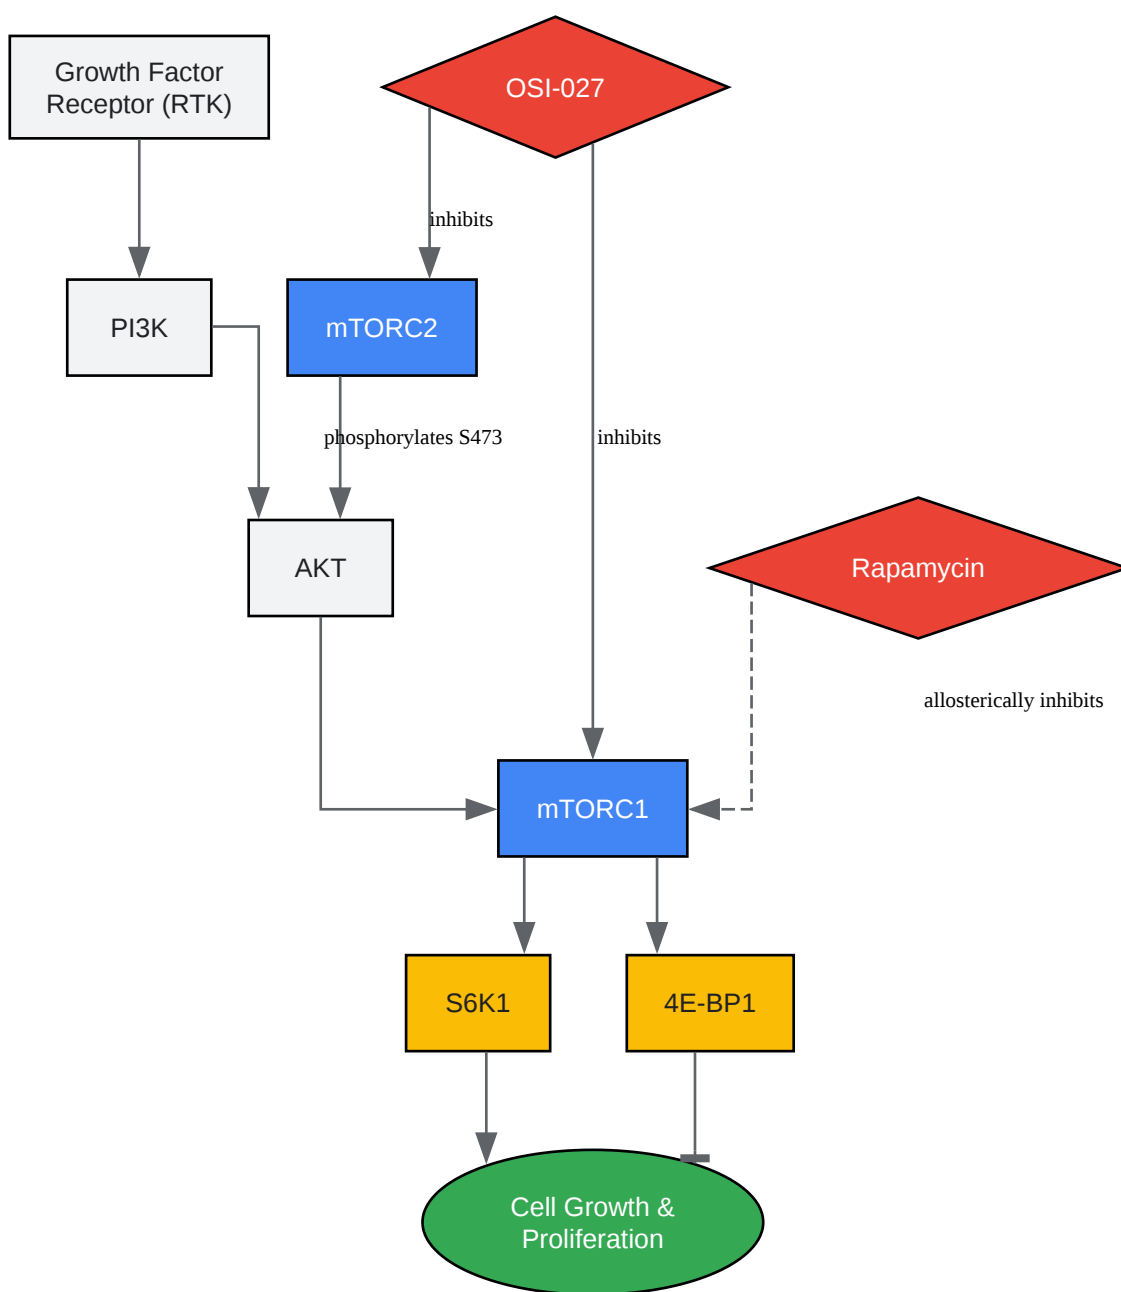 Growth Factor
Receptor (RTK)
OSI-027
inhibits
PI3K
mTORC2
phosphorylates S473
inhibits
AKT
Rapamycin
allosterically inhibits
mTORC1
S6K1
4E-BP1
Cell Growth &
Proliferation